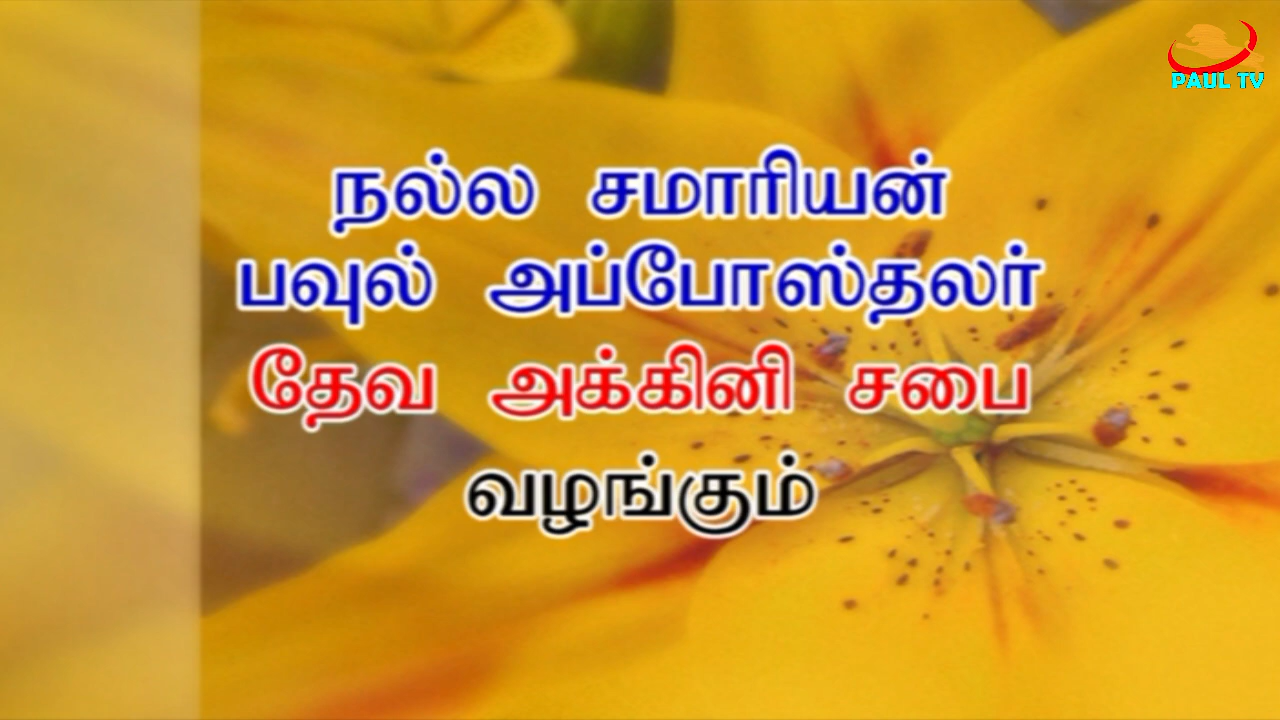 PAUL TV
நல்ல சமாரியன்
பவுல் அப்போஸ்தலர்
தேவ அக்கினி சபை
வழங்கும்